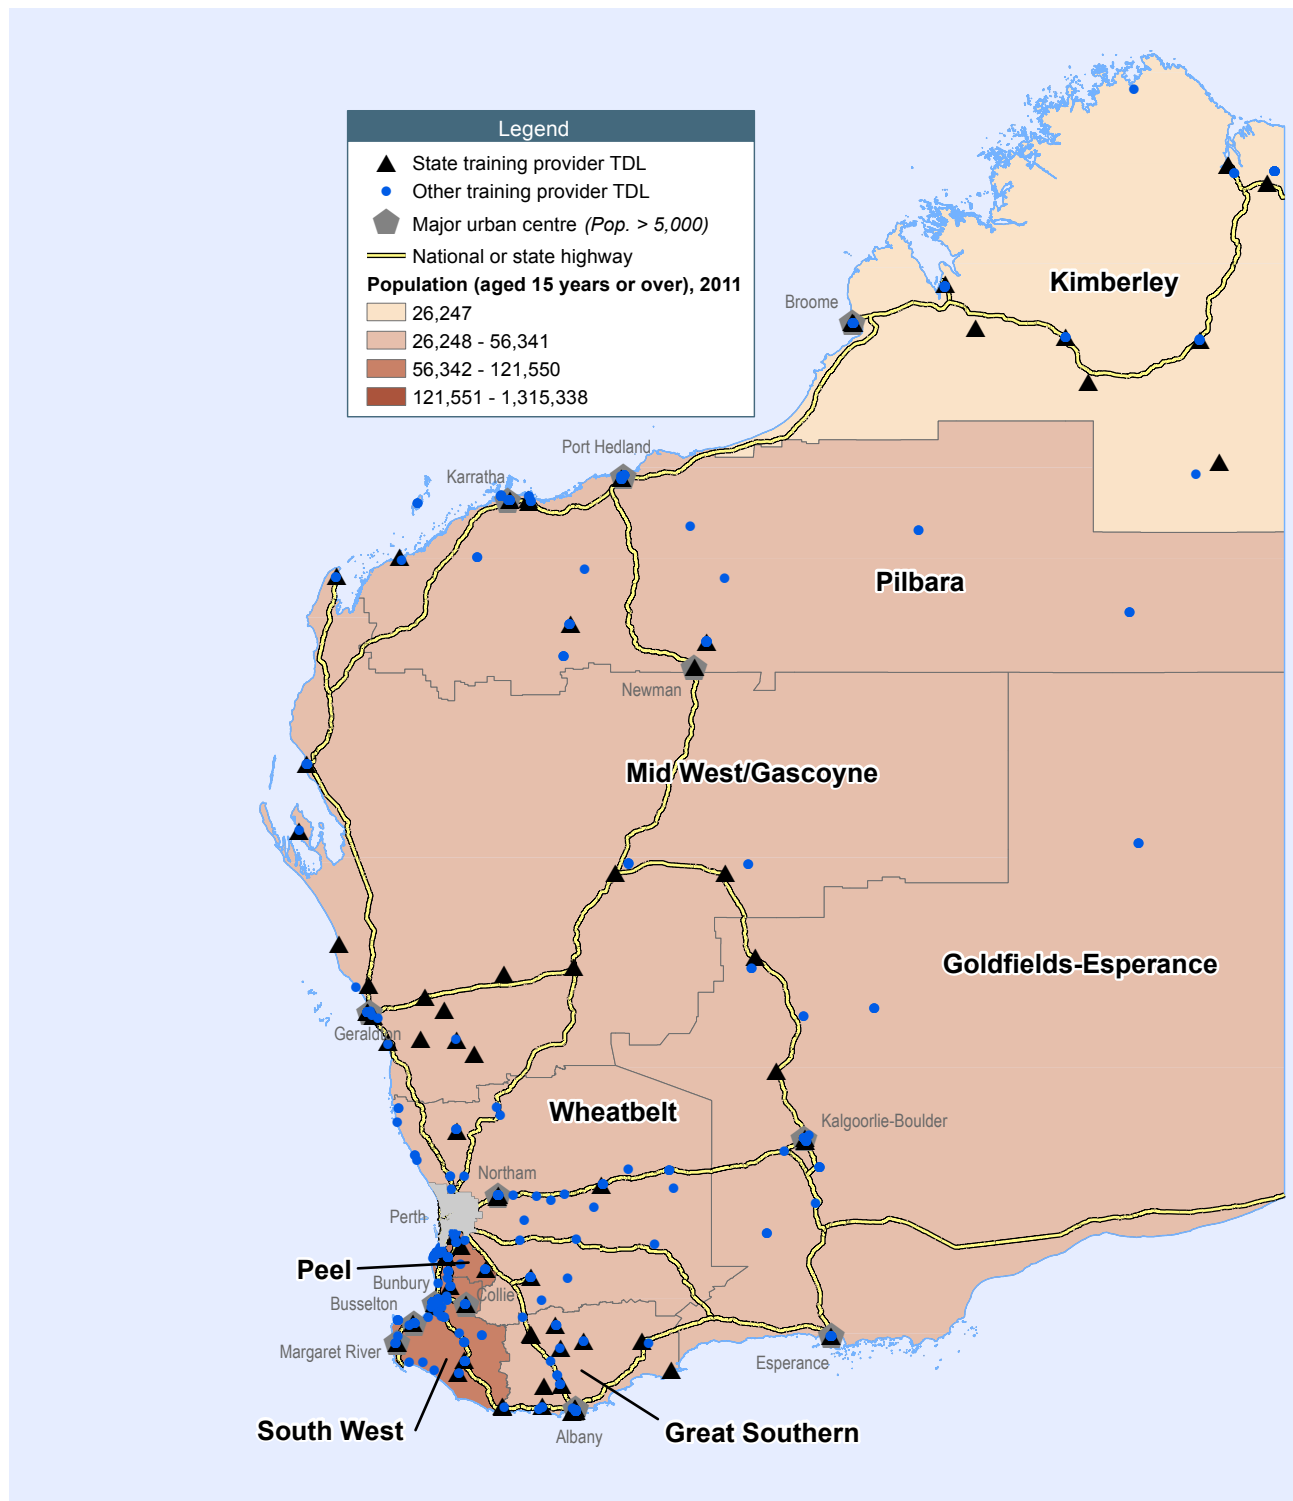 Legend
State training provider TDL
Other training provider TDL
Major urban centre (Pop. > 5,000)
National or state highway
Population (aged 15 years or over), 2011
26,247
26,248 - 56,341
56,342 - 121,550
121,551 - 1,315,338
Kimberley
Broome
Port Hedland
Karratha
Pilbara
Newman
Mid West/Gascoyne
Goldfields-Esperance
Geraldton
Wheatbelt
Kalgoorlie-Boulder
Northam
Perth
Peel
Bunbury
Collie
Busselton
Margaret River
Esperance
South West
Great Southern
Albany